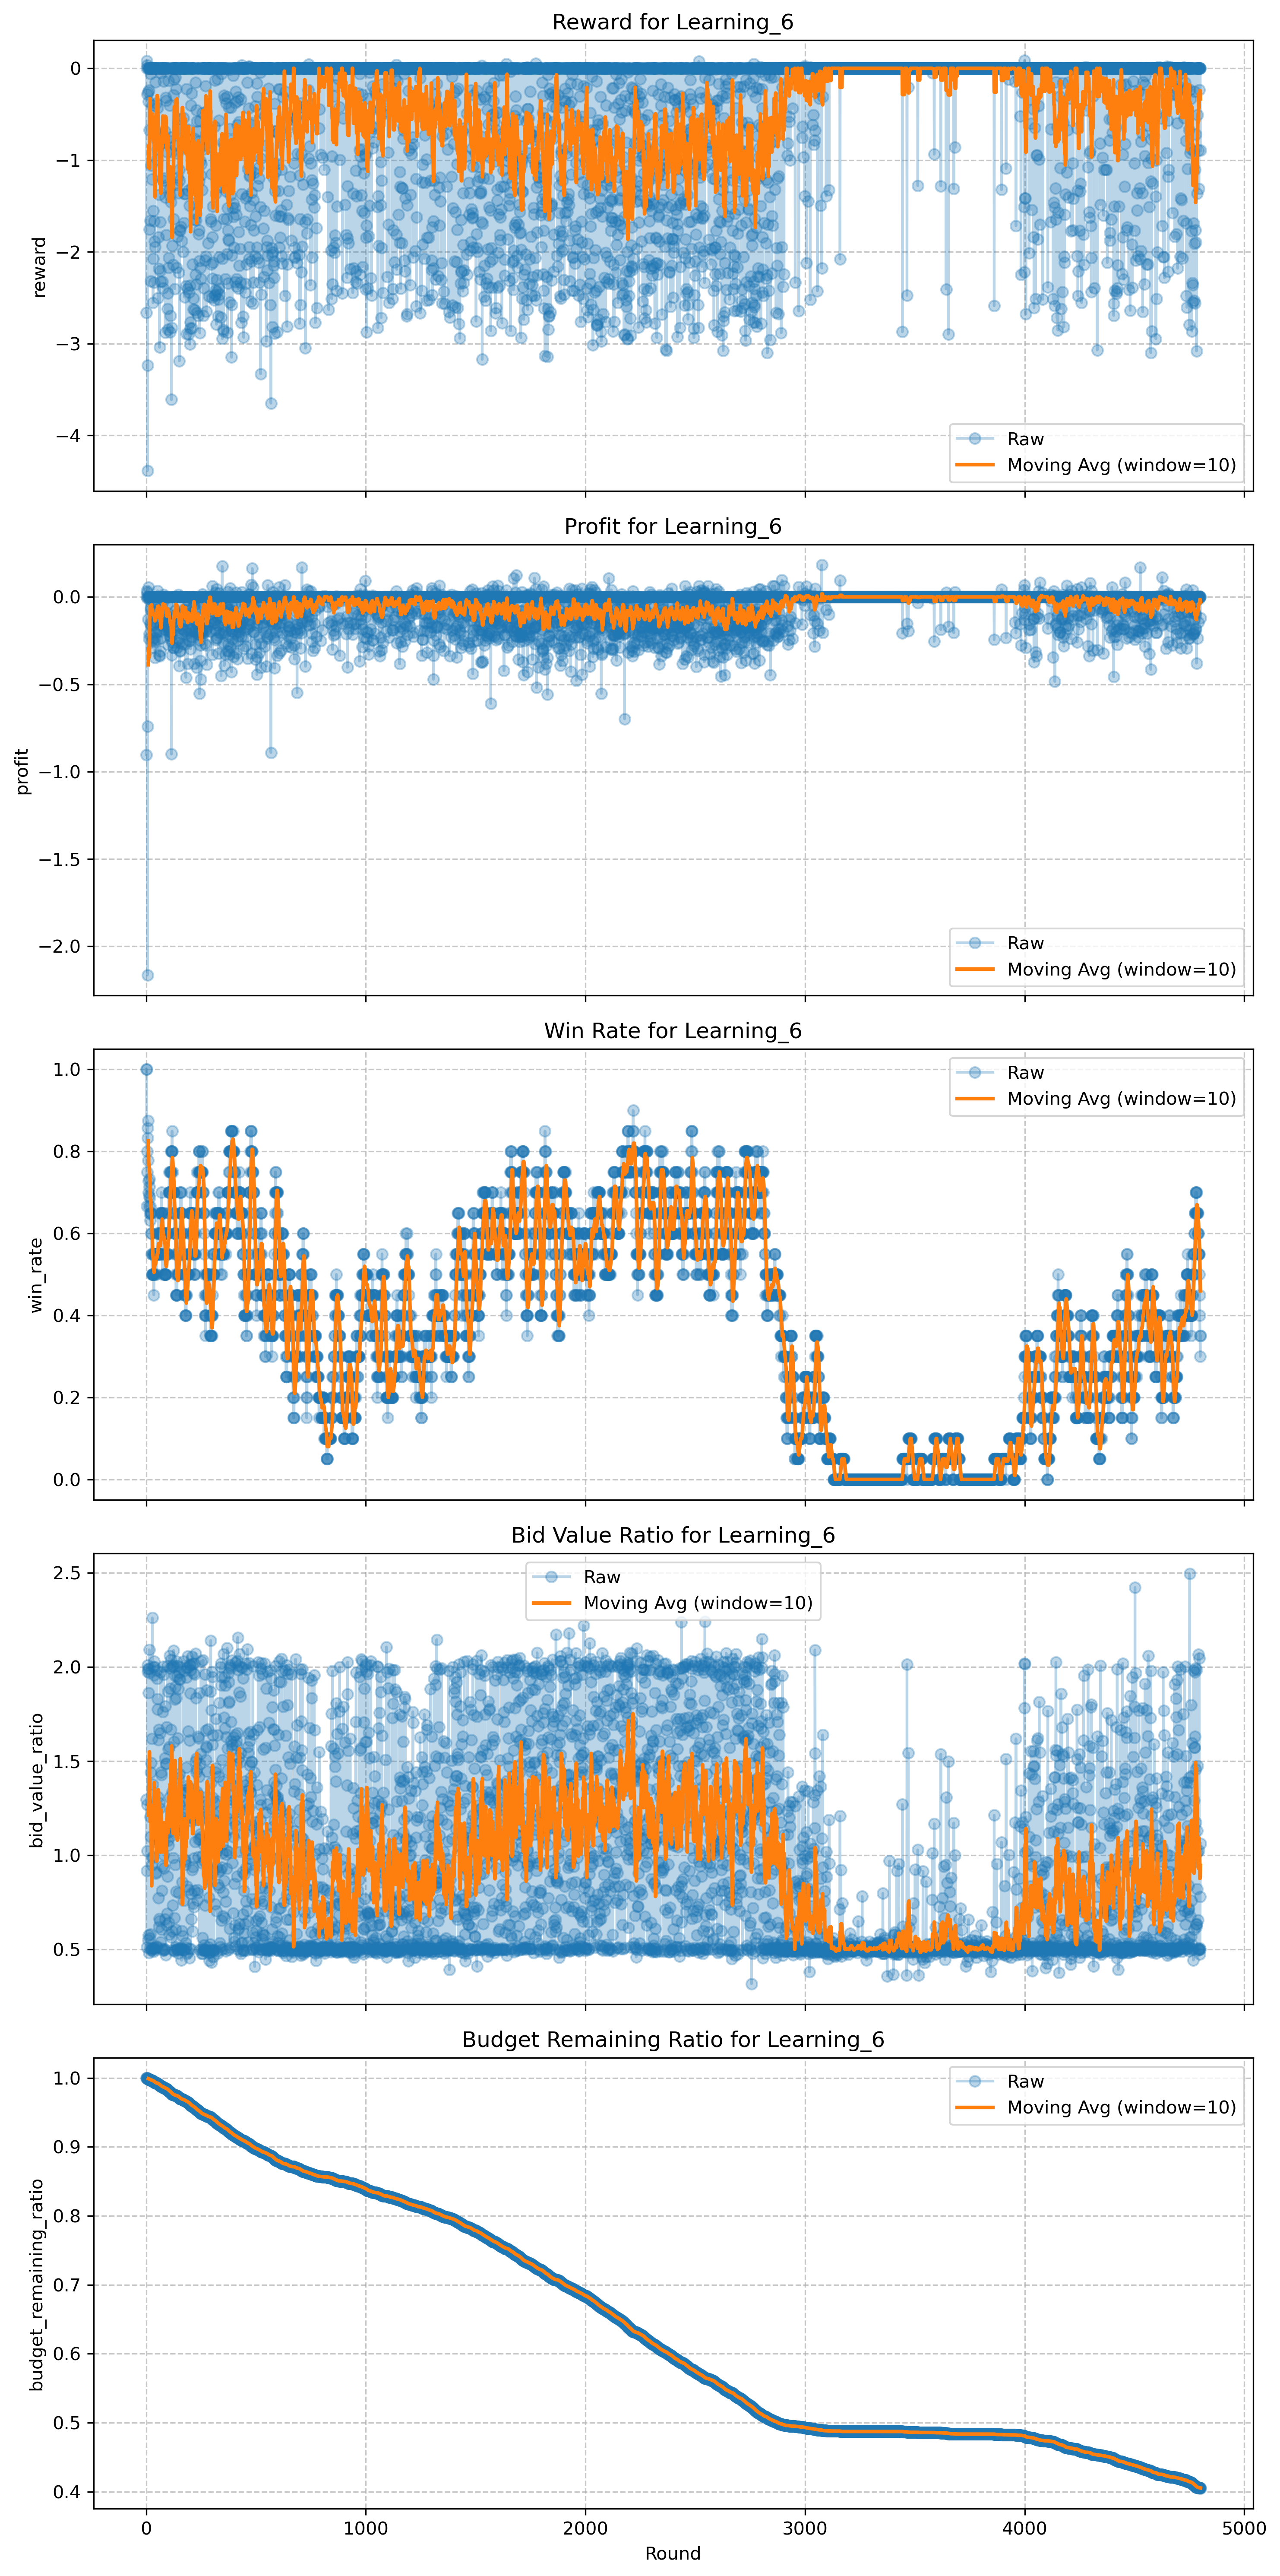 Reward for Learning_6
reward
0
−1
−2
−3
−4
Raw
Moving Avg (window=10)
Profit for Learning_6
profit
0.0
−0.5
−1.0
−1.5
−2.0
Raw
Moving Avg (window=10)
Win Rate for Learning_6
win_rate
1.0
0.8
0.6
0.4
0.2
0.0
Raw
Moving Avg (window=10)
Bid Value Ratio for Learning_6
bid_value_ratio
2.5
2.0
1.5
1.0
0.5
Raw
Moving Avg (window=10)
Budget Remaining Ratio for Learning_6
budget_remaining_ratio
1.0
0.9
0.8
0.7
0.6
0.5
0.4
Raw
Moving Avg (window=10)
0 1000 2000 3000 4000 5000
Round